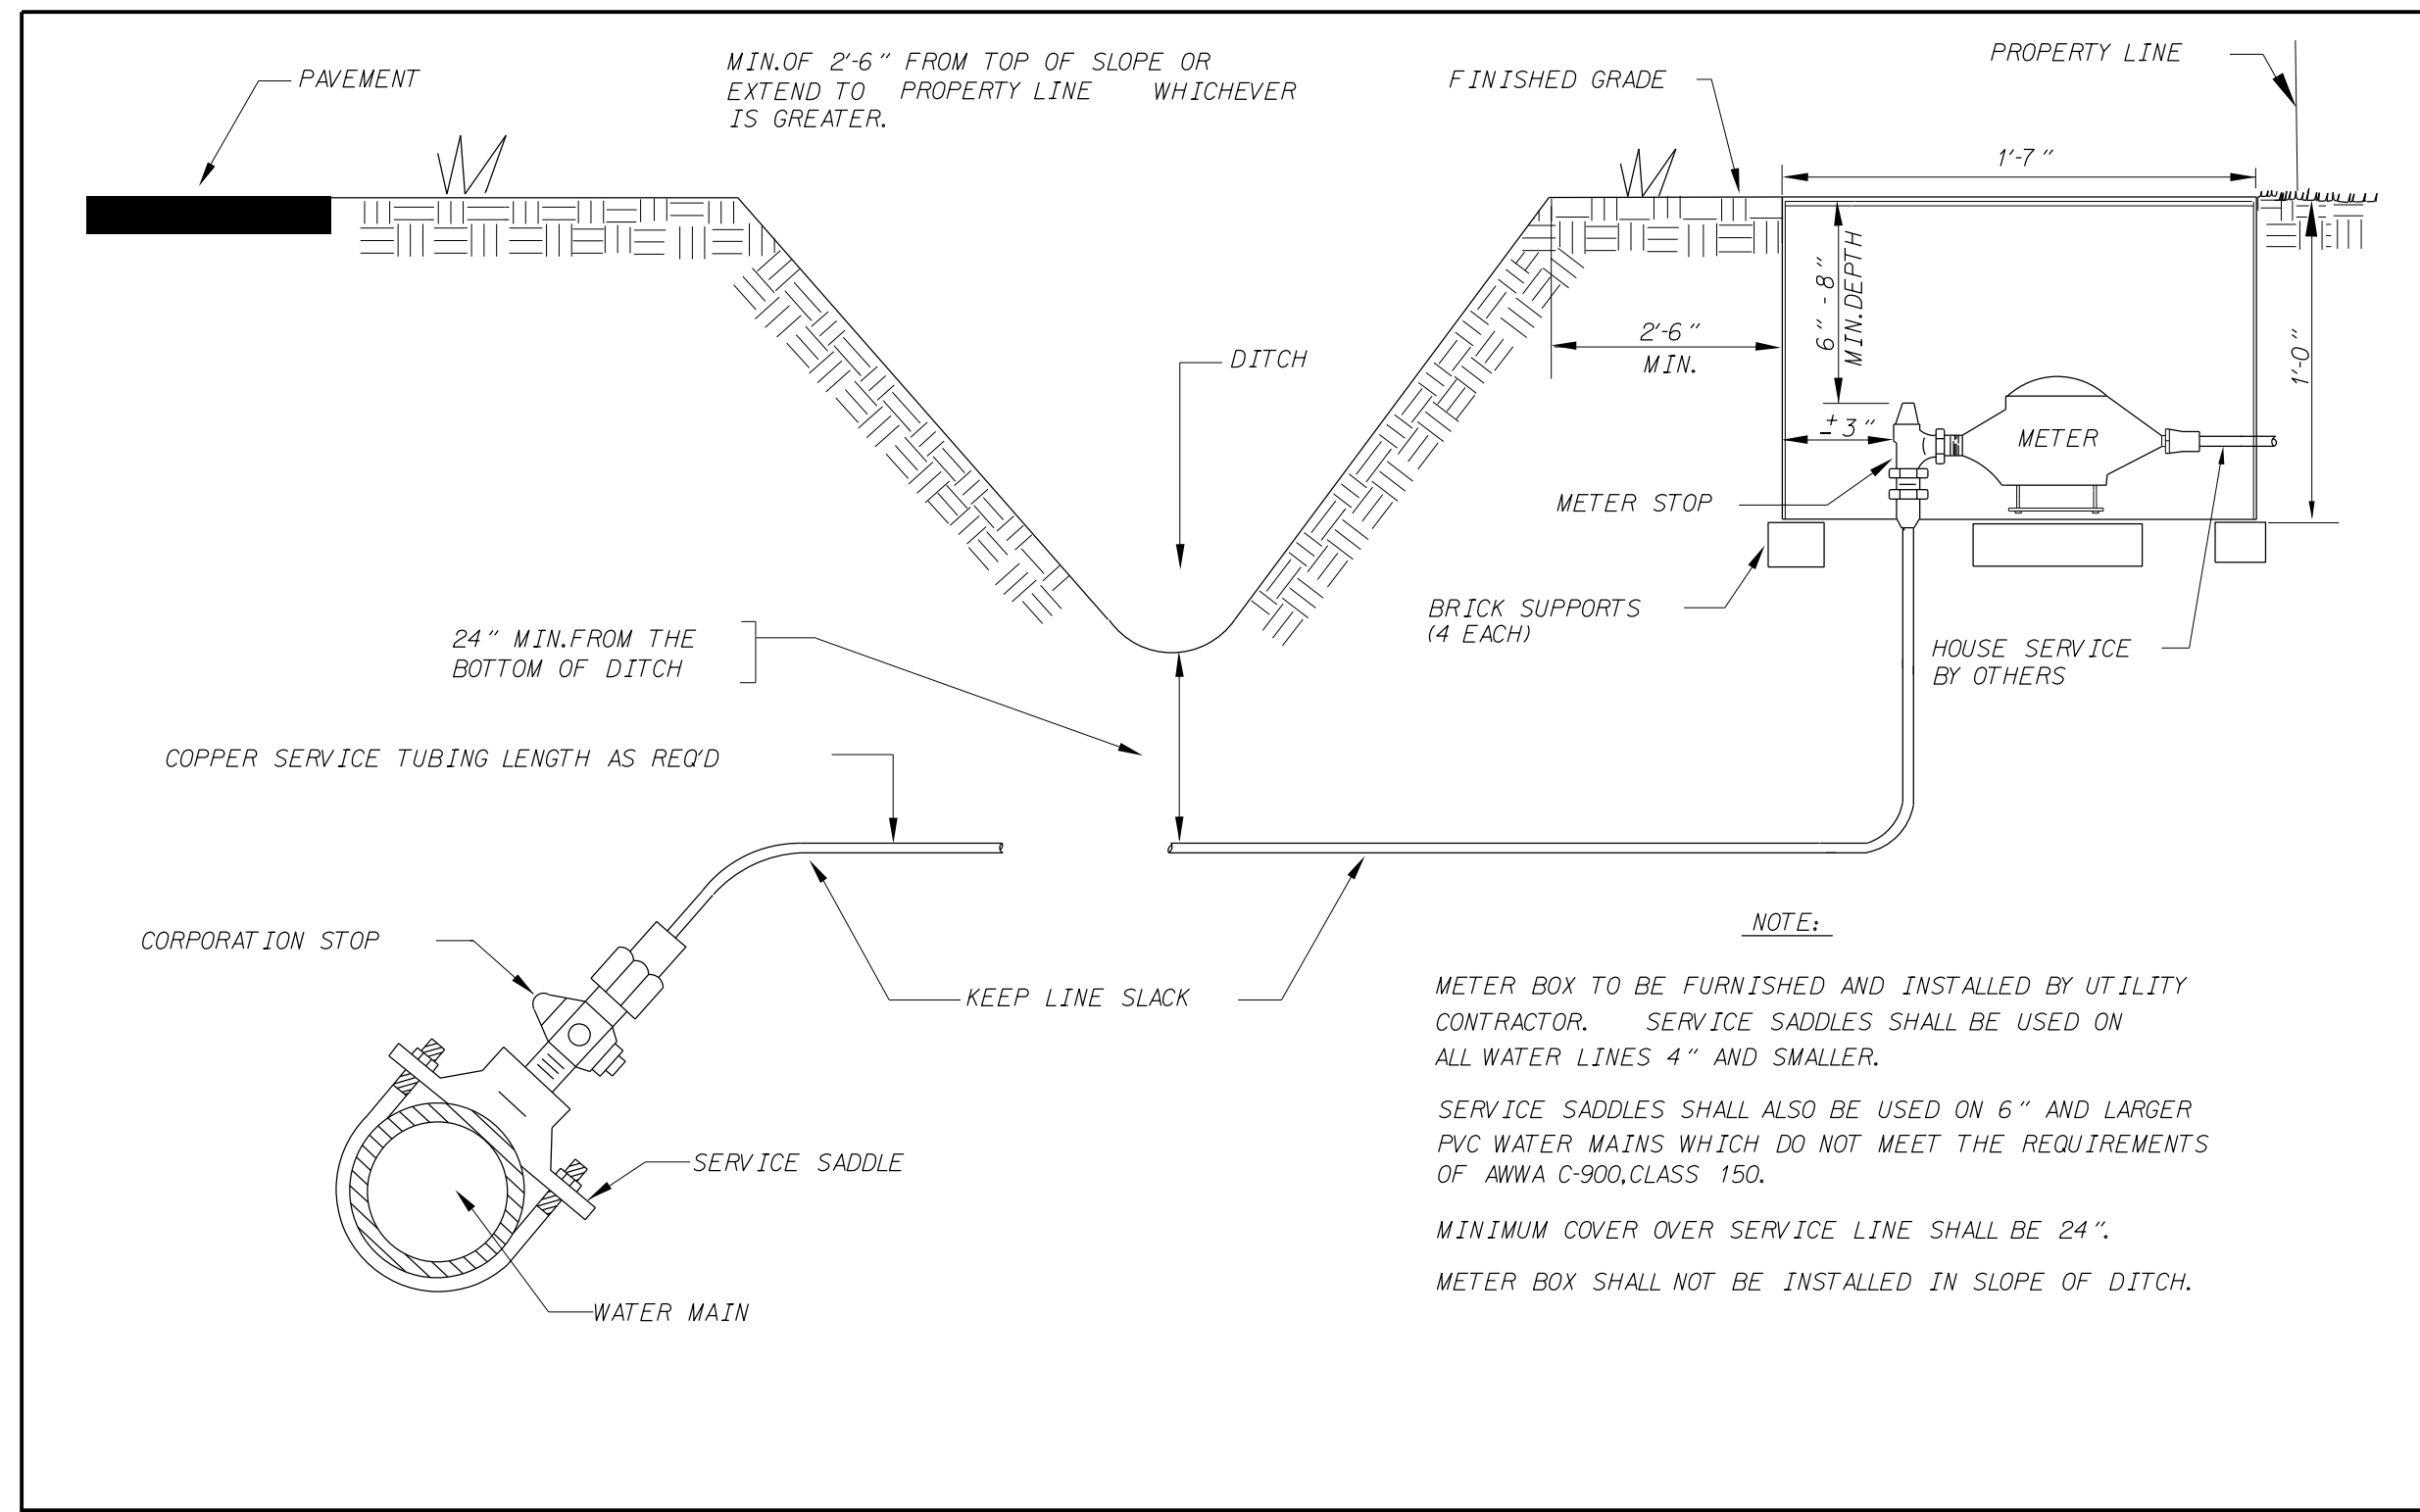 PAVEMENT
MIN. OF 2'-6" FROM TOP OF SLOPE OR
EXTEND TO PROPERTY LINE WHICHEVER
IS GREATER.
FINISHED GRADE
PROPERTY LINE
1'-7"
6" - 8"
MIN. DEPTH
1'-0"
2'-6"
MIN.
± 3"
METER
DITCH
METER STOP
BRICK SUPPORTS
(4 EACH)
HOUSE SERVICE
BY OTHERS
24" MIN. FROM THE
BOTTOM OF DITCH
COPPER SERVICE TUBING LENGTH AS REQ'D
CORPORATION STOP
KEEP LINE SLACK
SERVICE SADDLE
WATER MAIN
NOTE:
METER BOX TO BE FURNISHED AND INSTALLED BY UTILITY
CONTRACTOR. SERVICE SADDLES SHALL BE USED ON
ALL WATER LINES 4" AND SMALLER.
SERVICE SADDLES SHALL ALSO BE USED ON 6" AND LARGER
PVC WATER MAINS WHICH DO NOT MEET THE REQUIREMENTS
OF AWWA C-900, CLASS 150.
MINIMUM COVER OVER SERVICE LINE SHALL BE 24".
METER BOX SHALL NOT BE INSTALLED IN SLOPE OF DITCH.